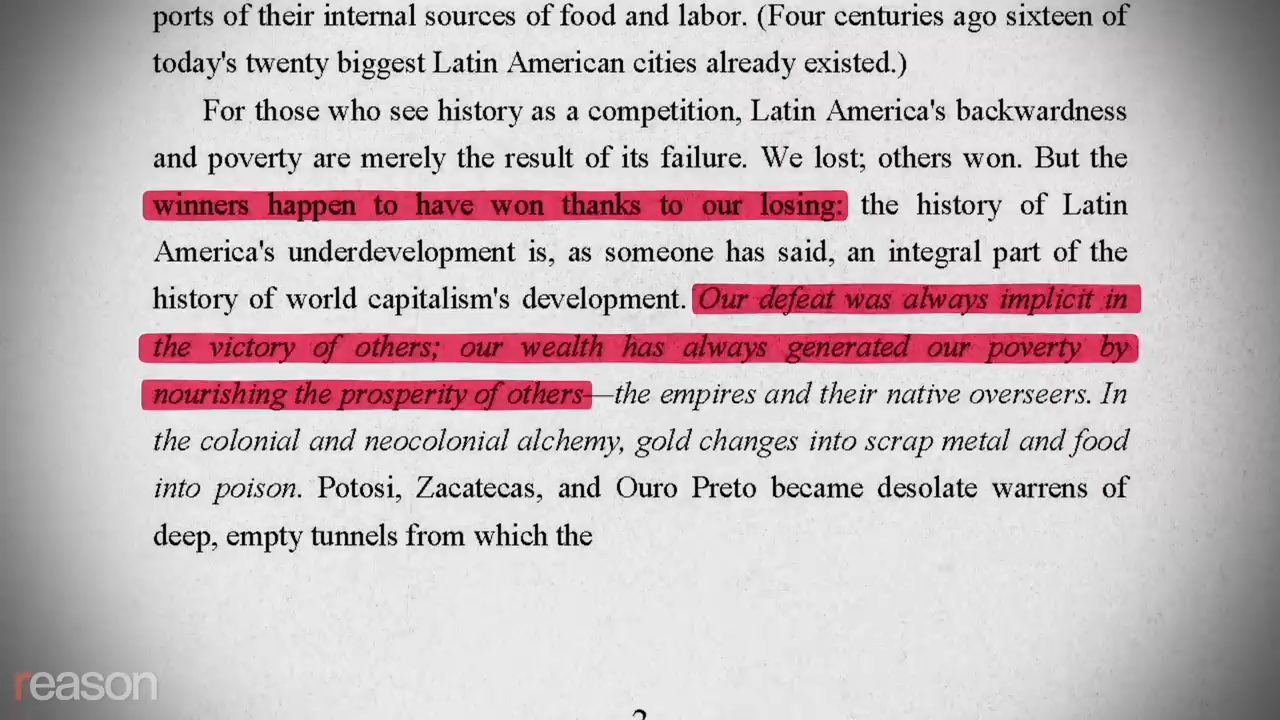 ports of their internal sources of food and labor. (Four centuries ago sixteen of
today's twenty biggest Latin American cities already existed.)
For those who see history as a competition, Latin America's backwardness
and poverty are merely the result of its failure. We lost; others won. But the
winners happen to have won thanks to our losing: the history of Latin
America's underdevelopment is, as someone has said, an integral part of the
history of world capitalism's development. Our defeat was always implicit in
the victory of others; our wealth has always generated our poverty by
nourishing the prosperity of others—the empires and their native overseers. In
the colonial and neocolonial alchemy, gold changes into scrap metal and food
into poison. Potosi, Zacatecas, and Ouro Preto became desolate warrens of
deep, empty tunnels from which the
reason